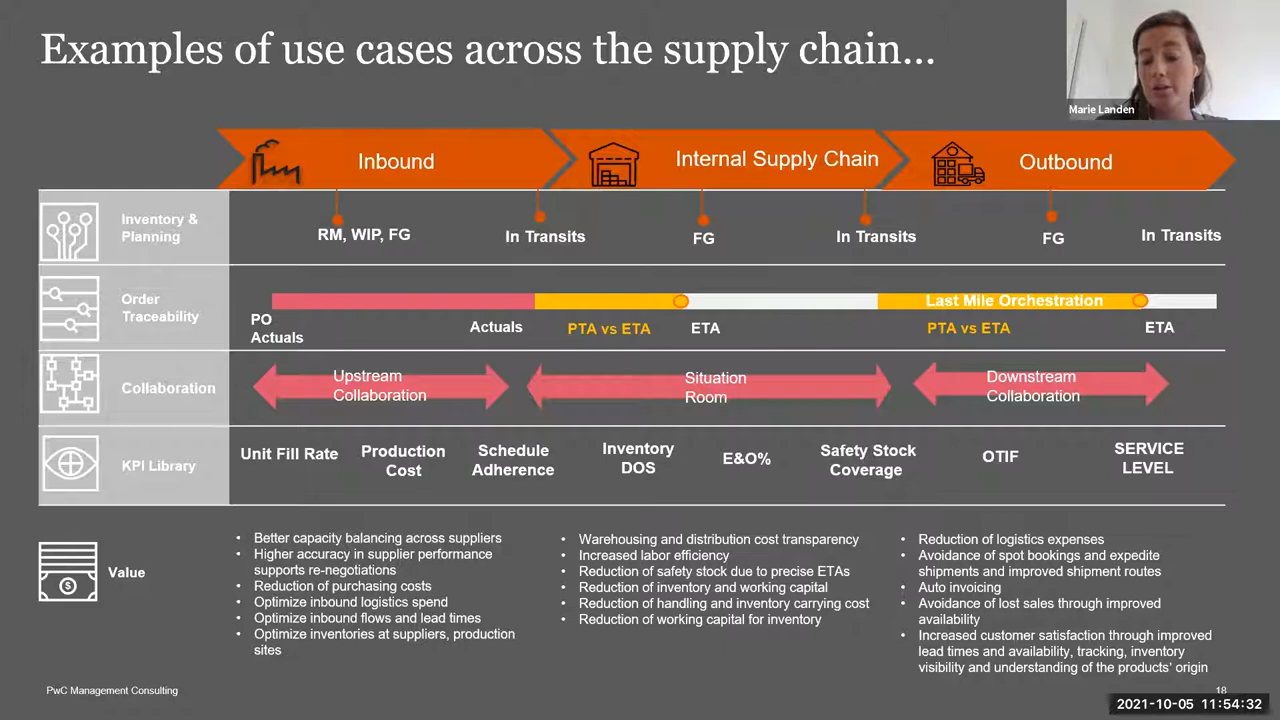 Examples of use cases across the supply chain...
Marie Landen
Inbound
Internal Supply Chain
Outbound
Inventory &
Planning
RM, WIP, FG
In Transits
FG
In Transits
FG
In Transits
Order
Traceability
Last Mile Orchestration
PO
Actuals
Actuals
PTA vs ETA
ETA
PTA vs ETA
ETA
Collaboration
Upstream
Collaboration
Situation
Room
Downstream
Collaboration
KPI Library
Unit Fill Rate
Production
Cost
Schedule
Adherence
Inventory
DOS
E&O%
Safety Stock
Coverage
OTIF
SERVICE
LEVEL
Value
• Better capacity balancing across suppliers
• Higher accuracy in supplier performance
supports re-negotiations
• Reduction of purchasing costs
• Optimize inbound logistics spend
• Optimize inbound flows and lead times
• Optimize inventories at suppliers, production
sites
• Warehousing and distribution cost transparency
• Increased labor efficiency
• Reduction of safety stock due to precise ETAs
• Reduction of inventory and working capital
• Reduction of handling and inventory carrying cost
• Reduction of working capital for inventory
• Reduction of logistics expenses
• Avoidance of spot bookings and expedite
shipments and improved shipment routes
• Auto invoicing
• Avoidance of lost sales through improved
availability
• Increased customer satisfaction through improved
lead times and availability, tracking, inventory
visibility and understanding of the products' origin
PwC Management Consulting
18
2021-10-05 11:54:32